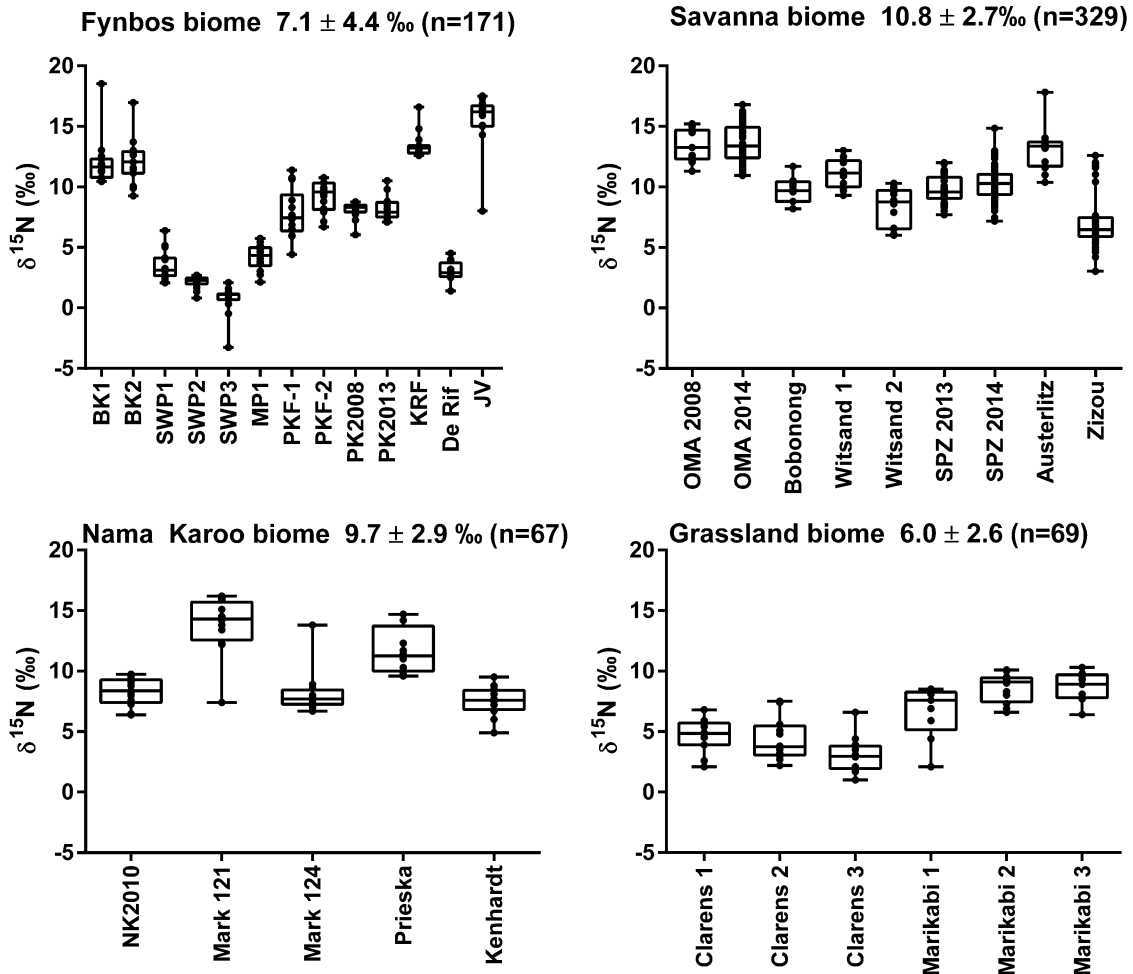 Fynbos biome 7.1 ± 4.4 ‰ (n=171)
20
15
10
5
0
-5
δ ¹⁵N (‰)
BK1
BK2
SWP1
SWP2
SWP3
MP1
PKF-1
PKF-2
PK2008
PK2013
KRF
De Rif
JV
Savanna biome 10.8 ± 2.7‰ (n=329)
20
15
10
5
0
-5
δ ¹⁵N (‰)
OMA 2008
OMA 2014
Bobonong
Witsand 1
Witsand 2
SPZ 2013
SPZ 2014
Austerlitz
Zizou
Nama Karoo biome 9.7 ± 2.9 ‰ (n=67)
20
15
10
5
0
-5
δ ¹⁵N (‰)
NK2010
Mark 121
Mark 124
Prieska
Kenhardt
Grassland biome 6.0 ± 2.6 (n=69)
20
15
10
5
0
-5
δ ¹⁵N (‰)
Clarens 1
Clarens 2
Clarens 3
Marikabi 1
Marikabi 2
Marikabi 3